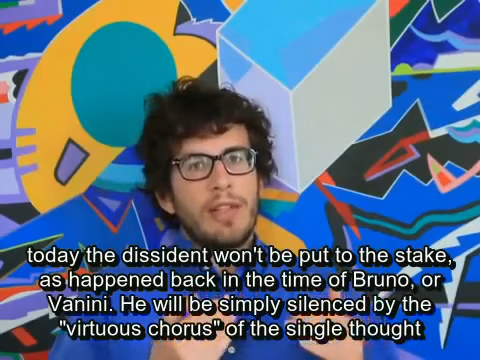 today the dissident won't be put to the stake,
as happened back in the time of Bruno, or
Vanini. He will be simply silenced by the
"virtuous chorus" of the single thought